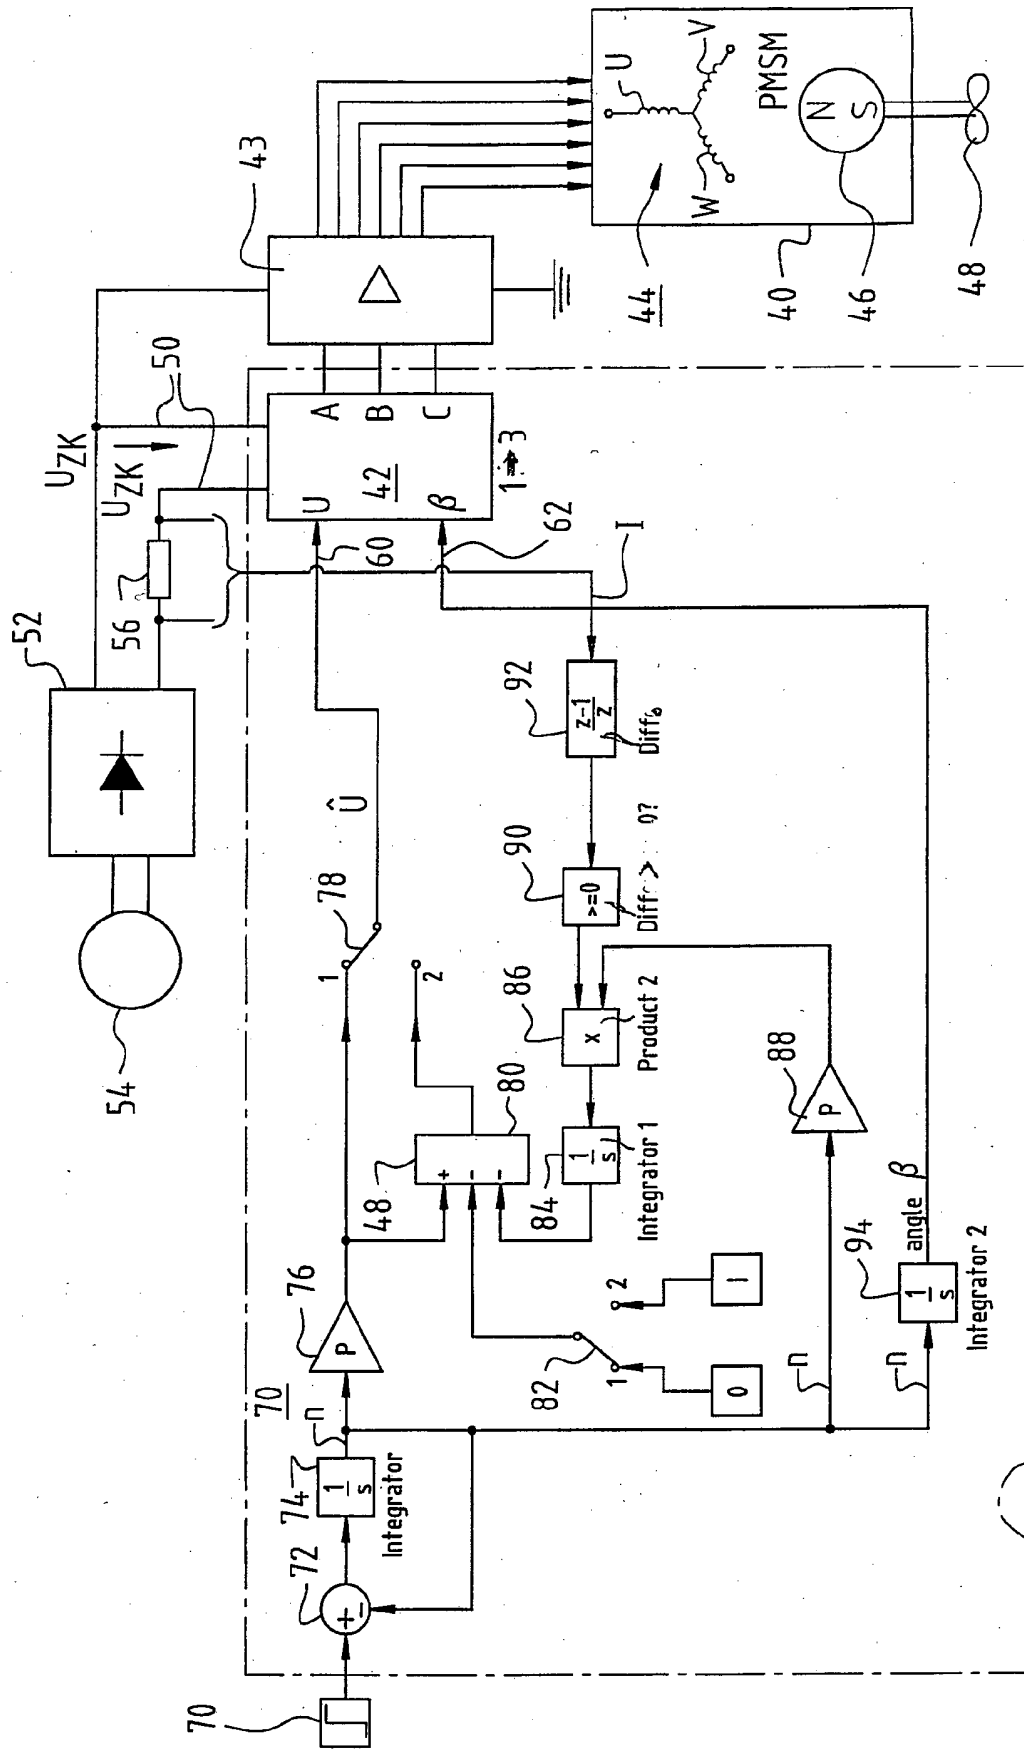 54
52
56
U_ZK
U_ZK
50
43
44
U
V
W
PMSM
N
S
40
46
48
A
B
C
U
42
β
1→3
60
62
I
Û
78
1
2
92
z-1
z
Diff.
90
>=0
Diff. > 0?
86
x
Product 2
84
1
s
Integrator 1
88
P
80
48
+
-
-
76
P
82
1
2
0
1
70
n
74
1
s
Integrator
72
+
-
70
n
n
94
1
s
Integrator 2
angle β